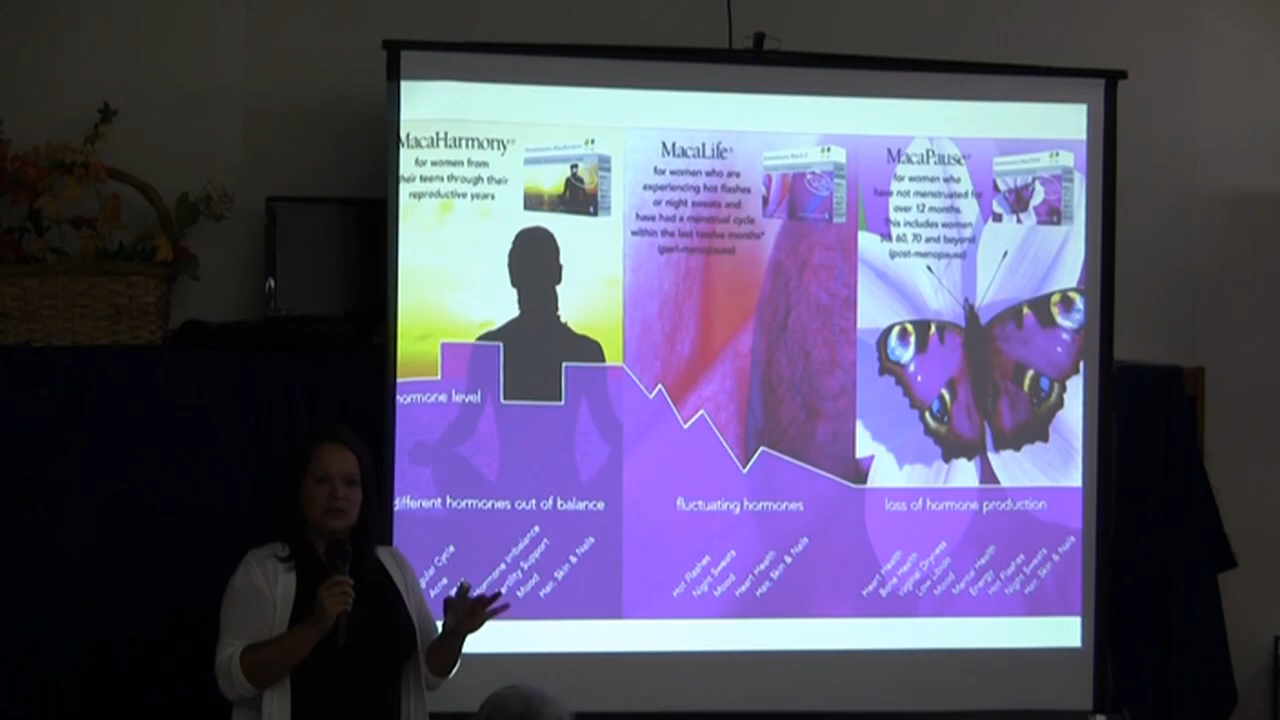 MacaHarmony®
for women from
their teens through their
reproductive years
MacaLife®
for women who are
experiencing hot flashes
or night sweats and
have had a menstrual cycle
within the last twelve months*
(peri-menopause)
MacaPause®
for women who
have not menstruated for
over 12 months.
This includes women
50, 60, 70 and beyond
(post-menopause)
hormone level
different hormones out of balance
fluctuating hormones
loss of hormone production
Cycle
Acne
Hormone Imbalance
Fertility Support
Mood
Hair, Skin & Nails
Hot Flashes
Night Sweats
Mood
Heart Health
Hair, Skin & Nails
Heart Health
Bone Health
Vaginal Dryness
Low Libido
Mood
Mental Health
Energy
Hot Flashes
Night Sweats
Hair, Skin & Nails